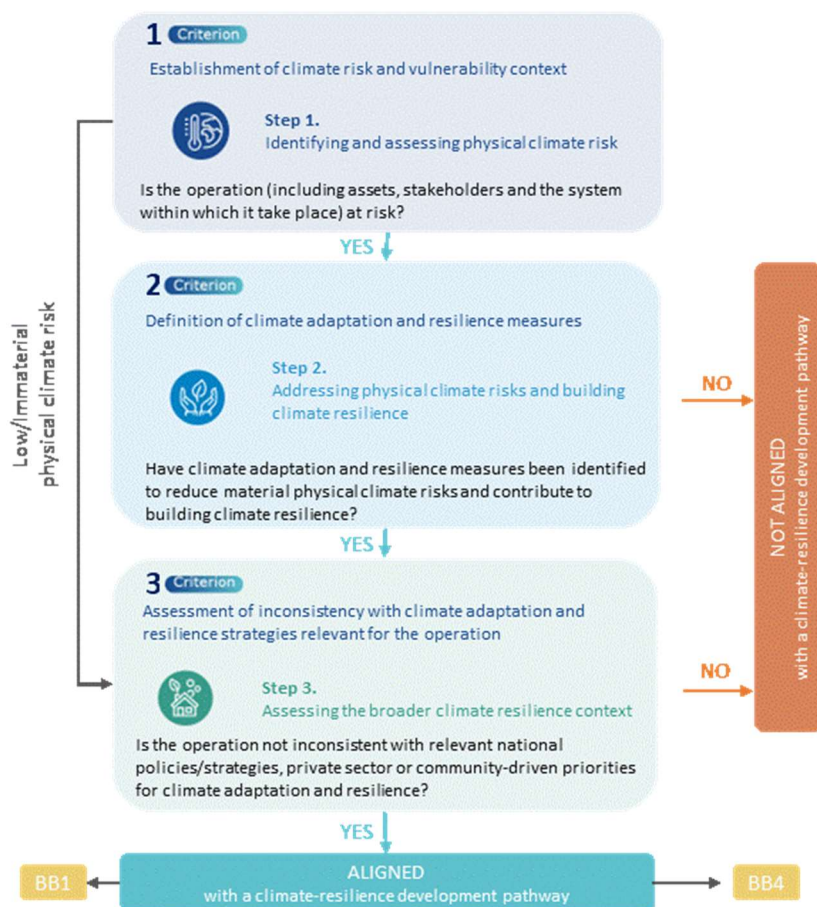 1 Criterion
Establishment of climate risk and vulnerability context
Step 1.
Identifying and assessing physical climate risk
Is the operation (including assets, stakeholders and the system
within which it take place) at risk?
YES
Low/Immaterial
physical climate risk
2 Criterion
Definition of climate adaptation and resilience measures
Step 2.
Addressing physical climate risks and building
climate resilience
Have climate adaptation and resilience measures been identified
to reduce material physical climate risks and contribute to
building climate resilience?
NO
YES
NOT ALIGNED
with a climate-resilience development pathway
3 Criterion
Assessment of inconsistency with climate adaptation and
resilience strategies relevant for the operation
Step 3.
Assessing the broader climate resilience context
Is the operation not inconsistent with relevant national
policies/strategies, private sector or community-driven priorities
for climate adaptation and resilience?
NO
YES
BB1
ALIGNED
with a climate-resilience development pathway
BB4